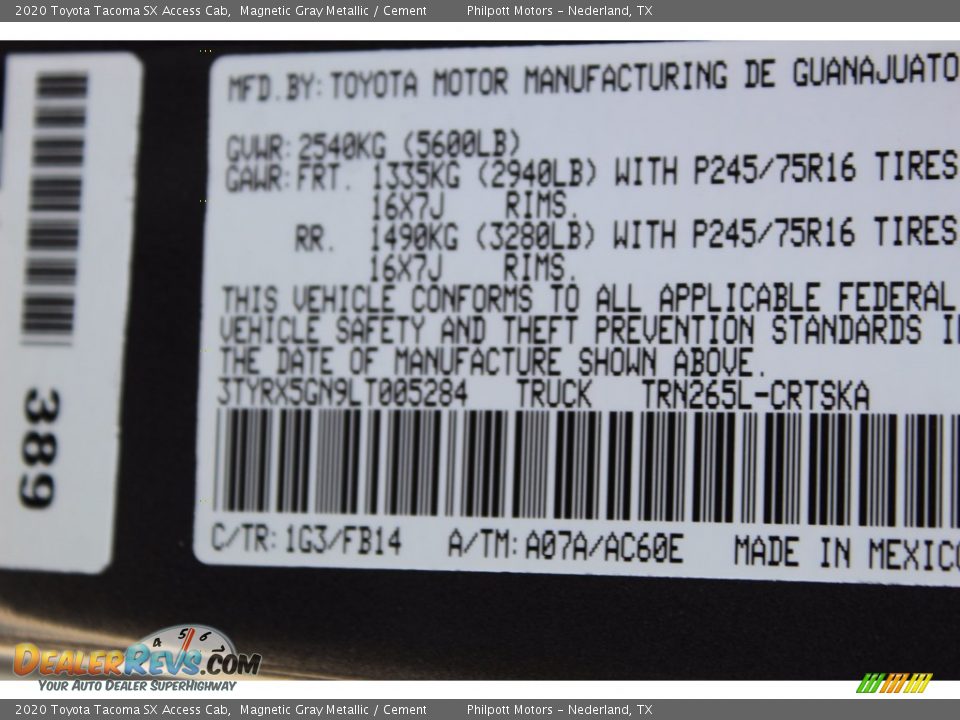 2020 Toyota Tacoma SX Access Cab, Magnetic Gray Metallic / Cement Philpott Motors - Nederland, TX
MFD.BY: TOYOTA MOTOR MANUFACTURING DE GUANAJUATO
GVWR: 2540KG (5600LB)
GAWR: FRT. 1335KG (2940LB) WITH P245/75R16 TIRES
16X7J RIMS.
RR. 1490KG (3280LB) WITH P245/75R16 TIRES
16X7J RIMS.
THIS VEHICLE CONFORMS TO ALL APPLICABLE FEDERAL
VEHICLE SAFETY AND THEFT PREVENTION STANDARDS I
THE DATE OF MANUFACTURE SHOWN ABOVE.
3TYRX5GN9LT005284 TRUCK TRN265L-CRTSKA
C/TR: 1G3/FB14 A/TM: A07A/AC60E MADE IN MEXICO
389
4 5 6
DEALERREVS.COM
YOUR AUTO DEALER SUPERHIGHWAY
2020 Toyota Tacoma SX Access Cab, Magnetic Gray Metallic / Cement Philpott Motors - Nederland, TX